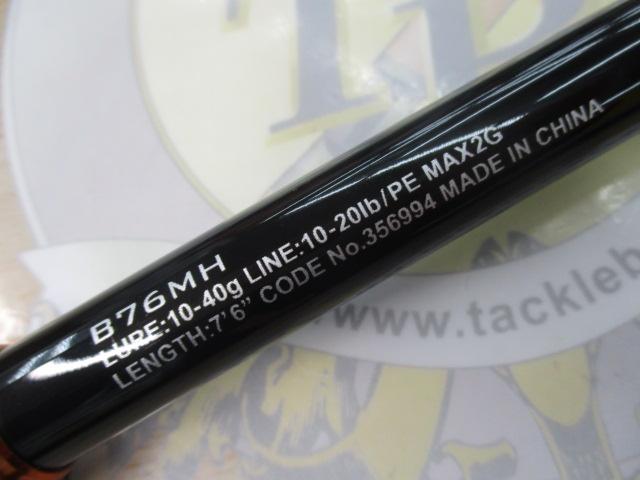 B76MH
LURE:10-40g LINE:10-20lb/PE MAX2G
LENGTH:7'6" CODE No.356994 MADE IN CHINA
www.tackleb
TB